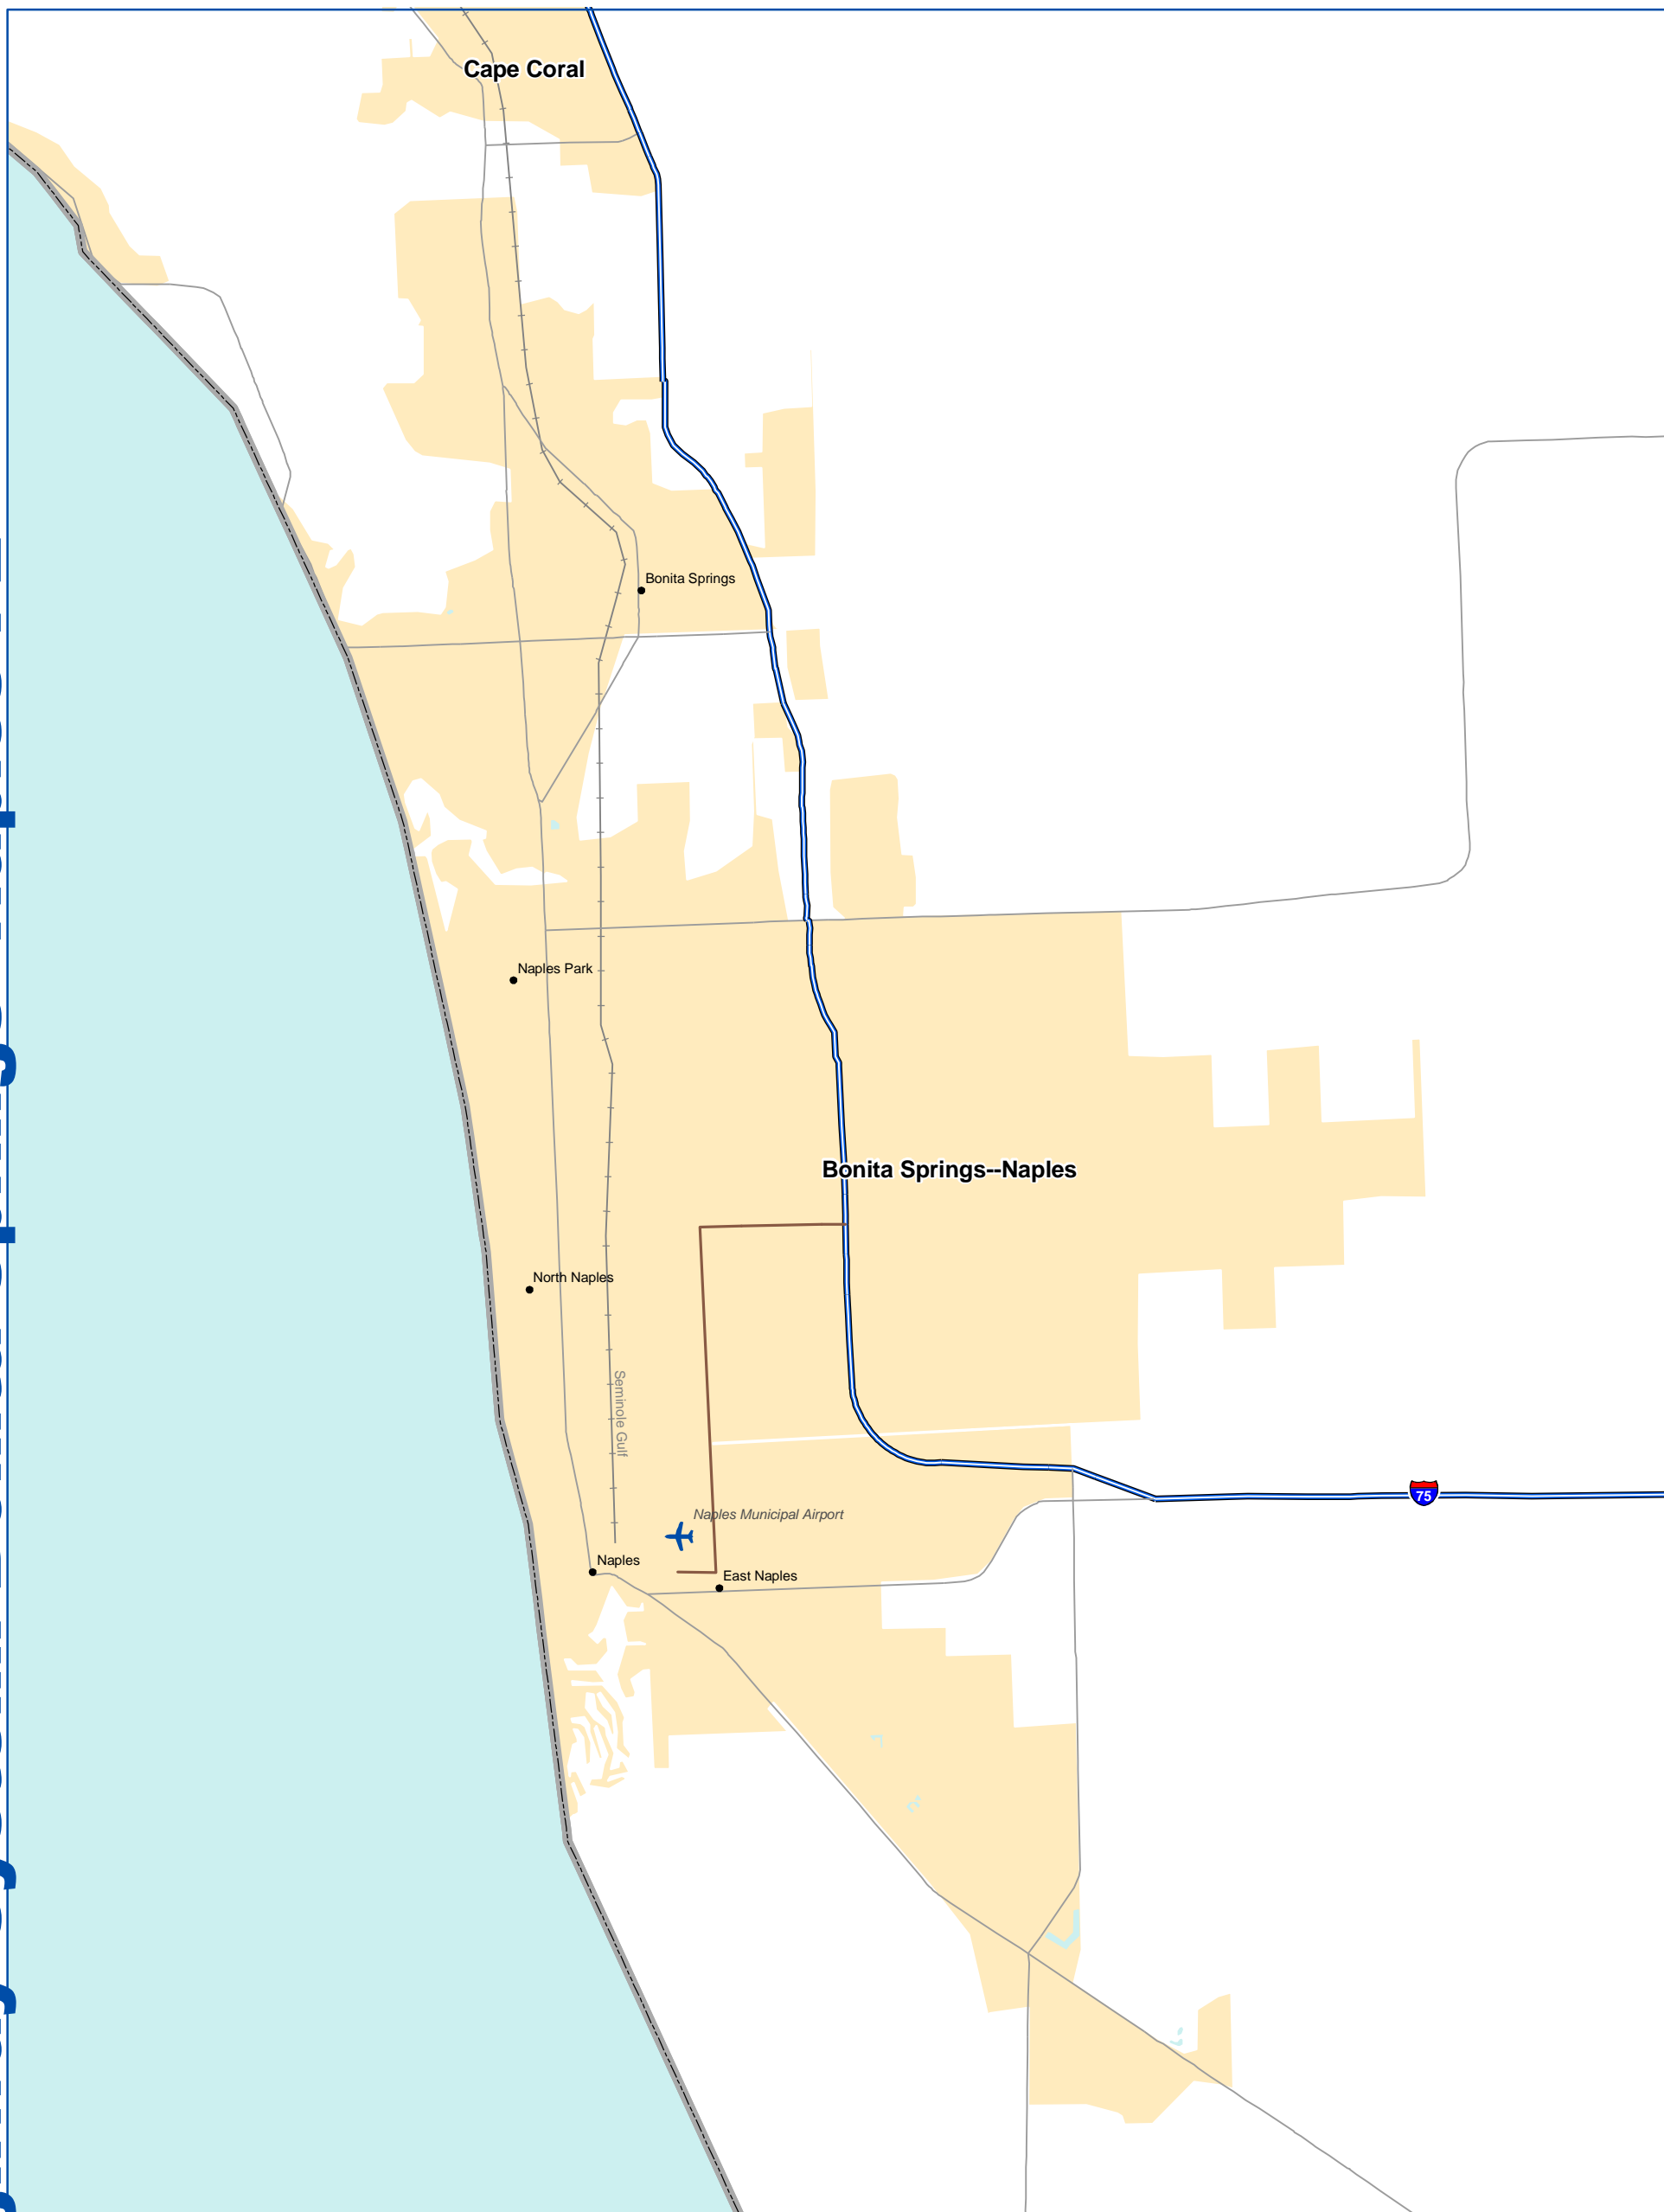 Cape Coral
Bonita Springs
Naples Park
Bonita Springs--Naples
North Naples
Seminole Gulf
75
Naples Municipal Airport
Naples
East Naples